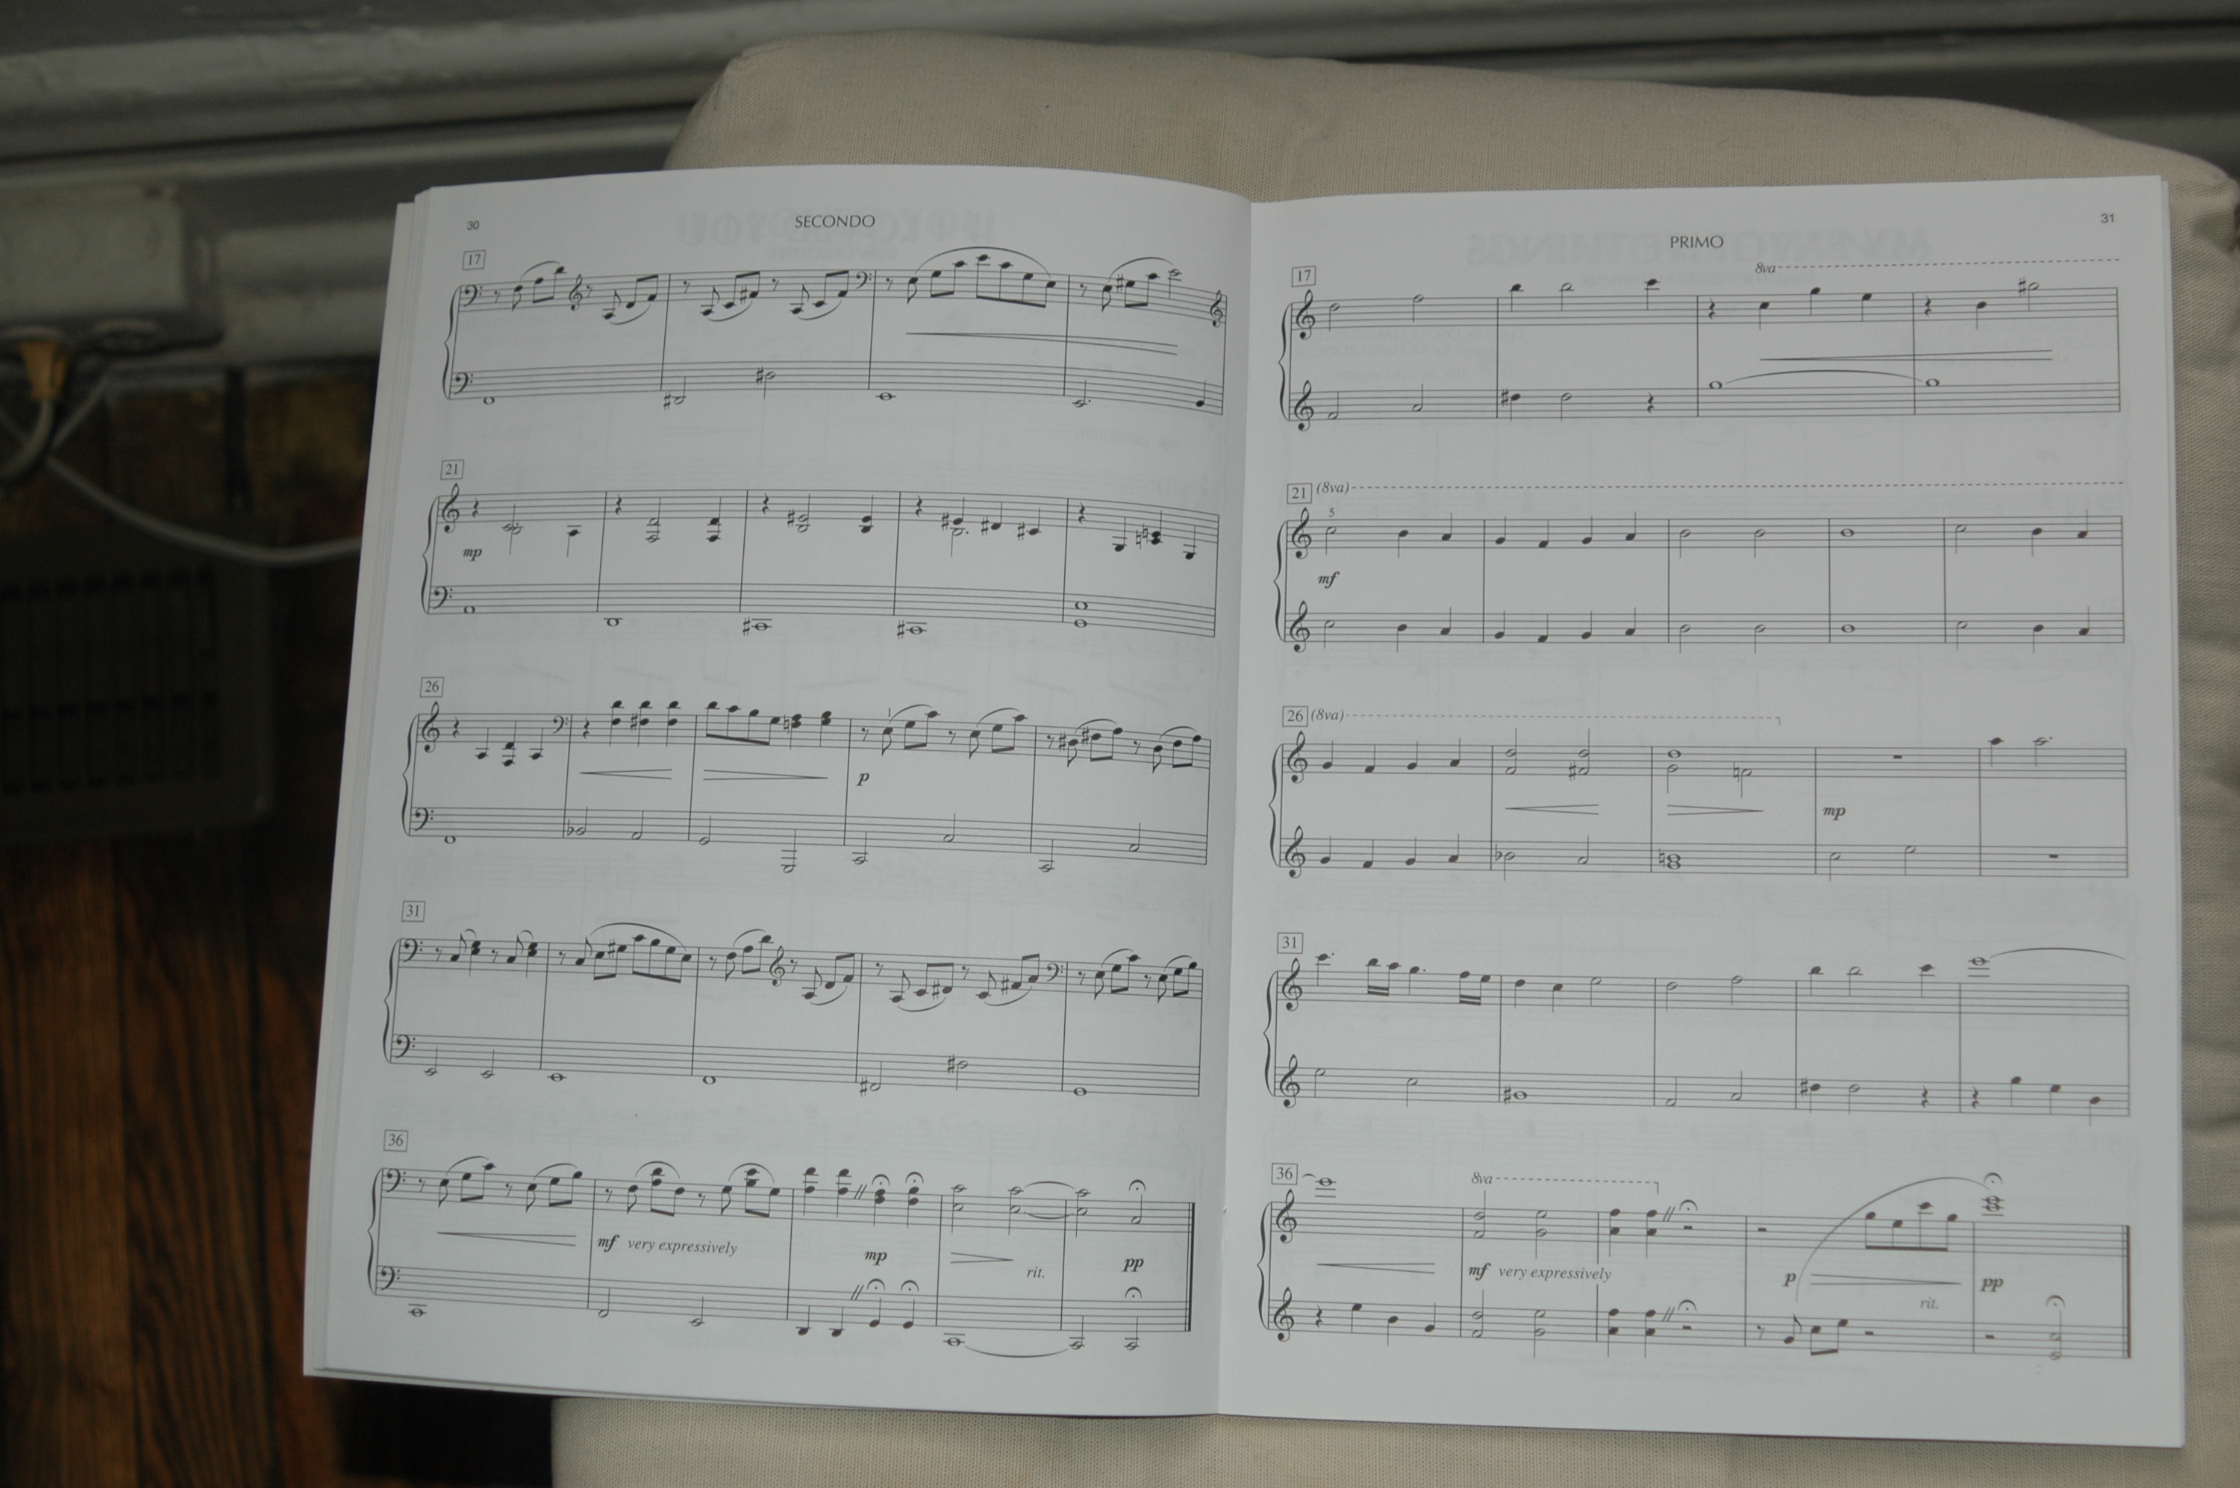 30
SECONDO
17
21
mp
26
1
p
31
36
mf very expressively
mp
rit.
pp
31
PRIMO
17
8va
21 (8va)
5
mf
26 (8va)
mp
31
36
8va
mf very expressively
p
rit.
pp